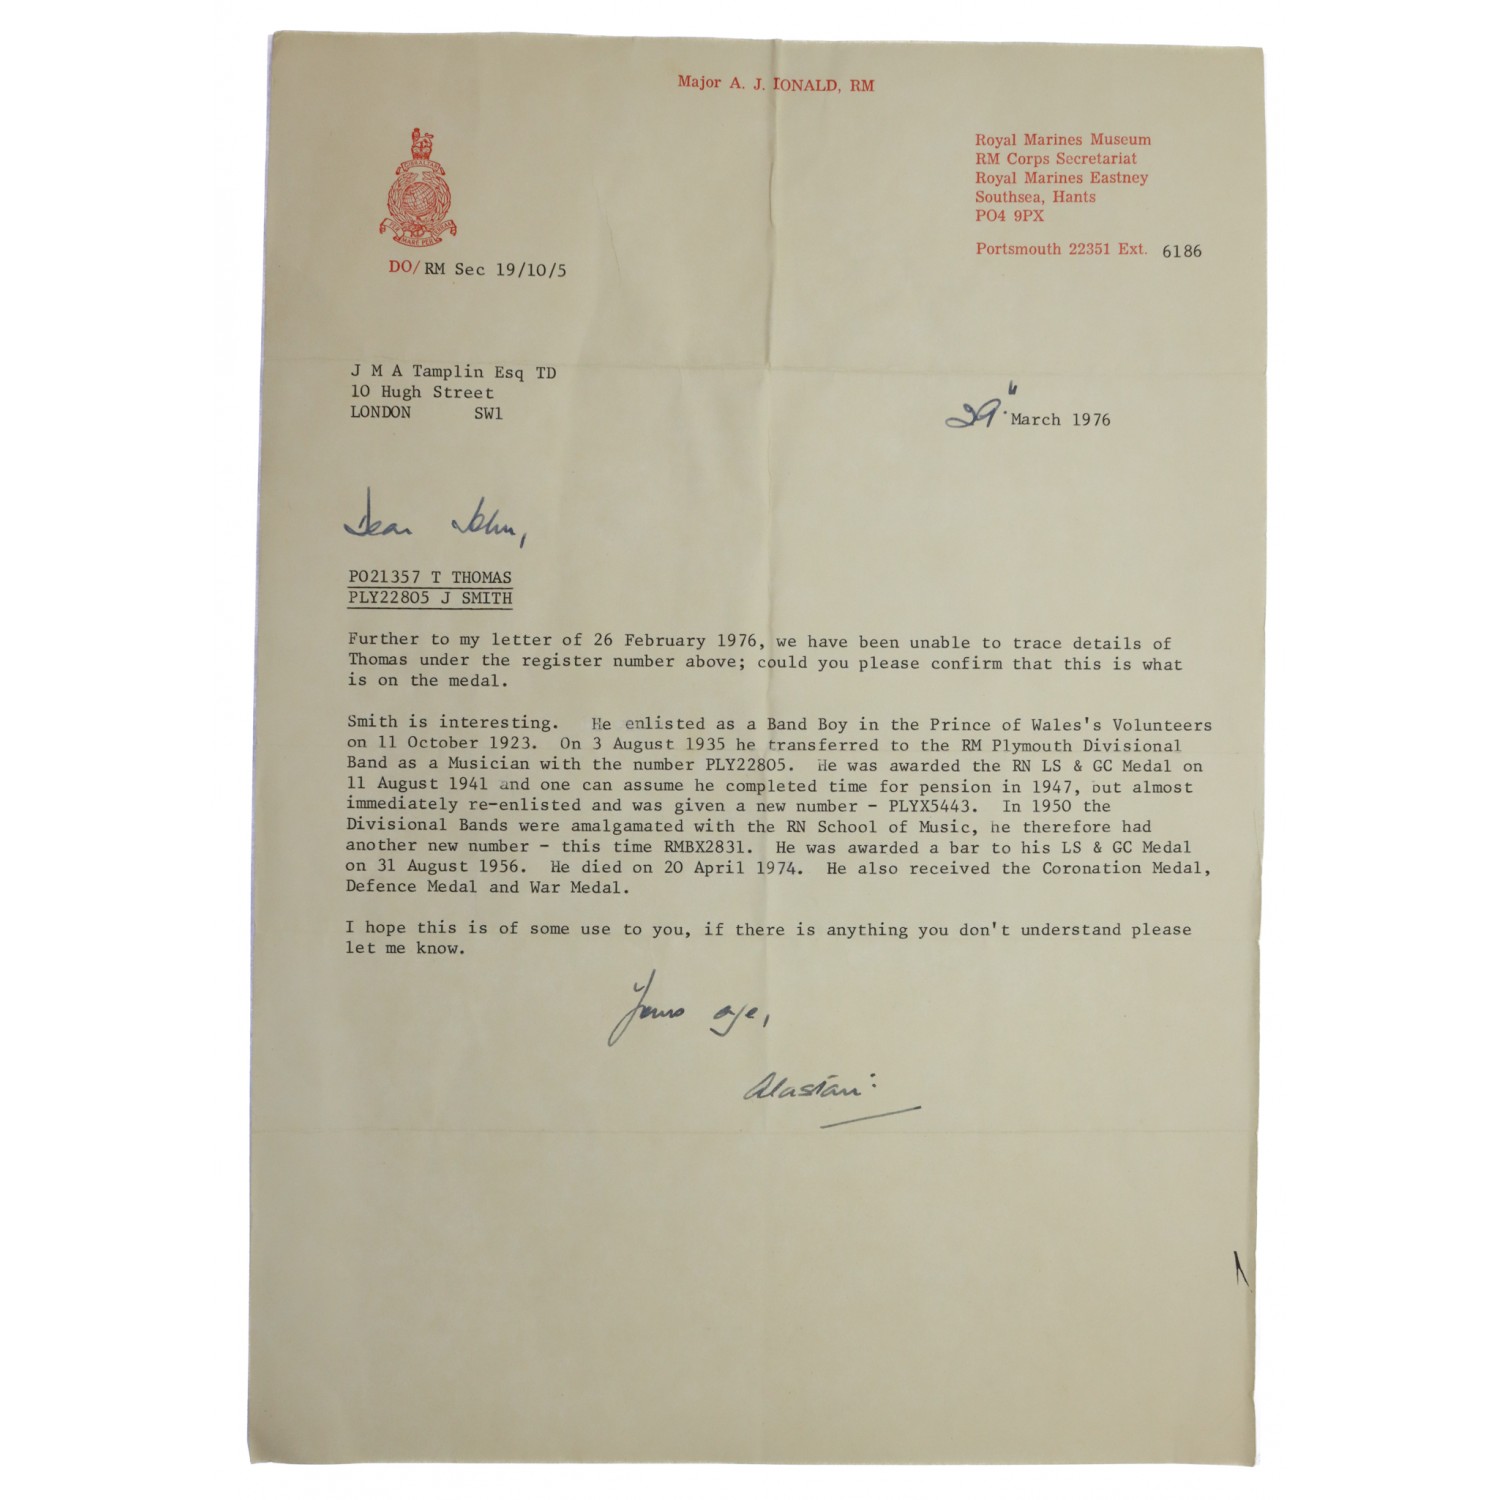 Major A. J. IONALD, RM
Royal Marines Museum
RM Corps Secretariat
Royal Marines Eastney
Southsea, Hants
PO4 9PX
Portsmouth 22351 Ext. 6186
GIBRALTAR
PER MARE PER TERRAM
DO/ RM Sec 19/10/5
J M A Tamplin Esq TD
10 Hugh Street
LONDON SW1
29" March 1976
Dear John,
PO21357 T THOMAS
PLY22805 J SMITH
Further to my letter of 26 February 1976, we have been unable to trace details of
Thomas under the register number above; could you please confirm that this is what
is on the medal.
Smith is interesting. He enlisted as a Band Boy in the Prince of Wales's Volunteers
on 11 October 1923. On 3 August 1935 he transferred to the RM Plymouth Divisional
Band as a Musician with the number PLY22805. He was awarded the RN LS & GC Medal on
11 August 1941 and one can assume he completed time for pension in 1947, but almost
immediately re-enlisted and was given a new number - PLYX5443. In 1950 the
Divisional Bands were amalgamated with the RN School of Music, he therefore had
another new number - this time RMBX2831. He was awarded a bar to his LS & GC Medal
on 31 August 1956. He died on 20 April 1974. He also received the Coronation Medal,
Defence Medal and War Medal.
I hope this is of some use to you, if there is anything you don't understand please
let me know.
Yours aye,
Alastair